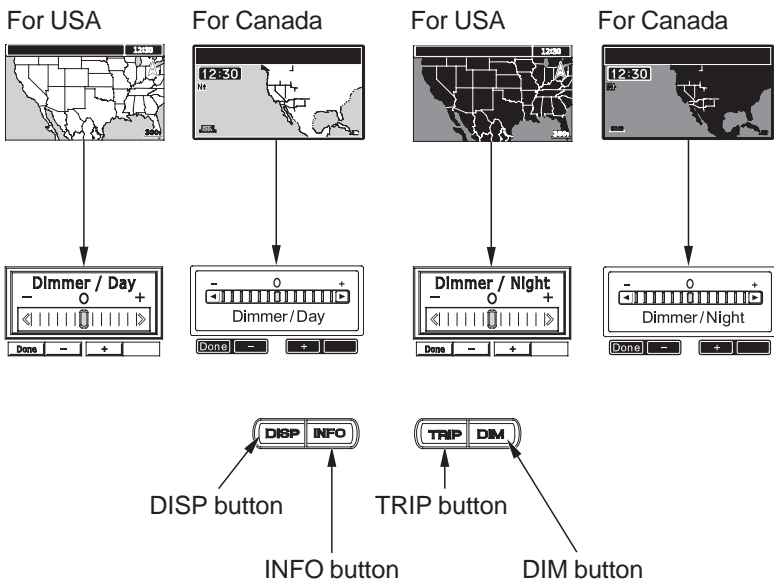 For USA For Canada For USA For Canada
12:30 12:30
12:30 12:30
N↑ N↑
300ft 300ft
Dimmer / Day Dimmer / Night
- 0 + - 0 + - 0 + - 0 +
Dimmer/Day Dimmer/Night
Done - + Done - + Done - + Done - +
DISP INFO TRIP DIM
DISP button TRIP button
INFO button DIM button